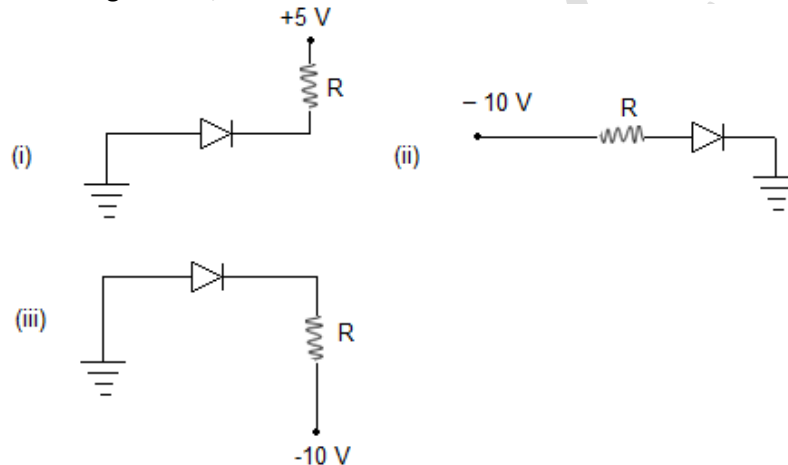 +5 V
R
(i)
– 10 V
R
(ii)
(iii)
R
-10 V